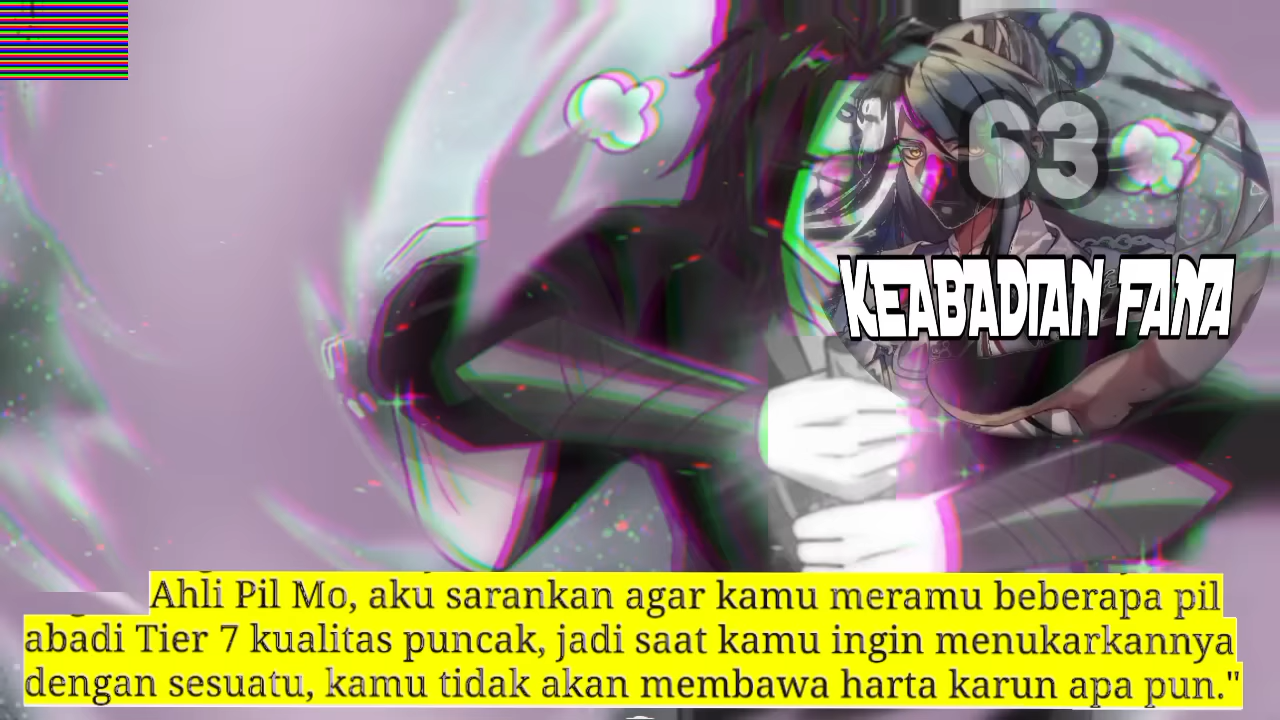 63
KEABADIAN FANA
Ahli Pil Mo, aku sarankan agar kamu meramu beberapa pil
abadi Tier 7 kualitas puncak, jadi saat kamu ingin menukarkannya
dengan sesuatu, kamu tidak akan membawa harta karun apa pun."